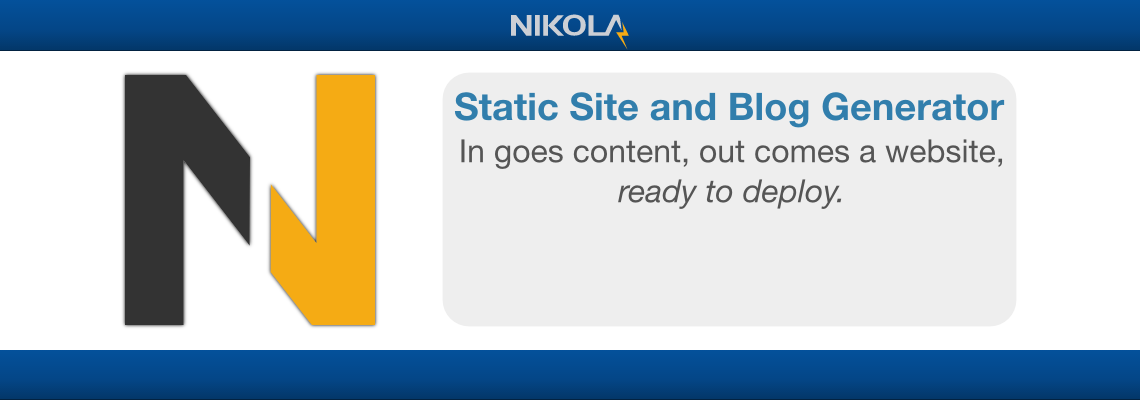 NIKOLA
Static Site and Blog Generator
In goes content, out comes a website,
ready to deploy.